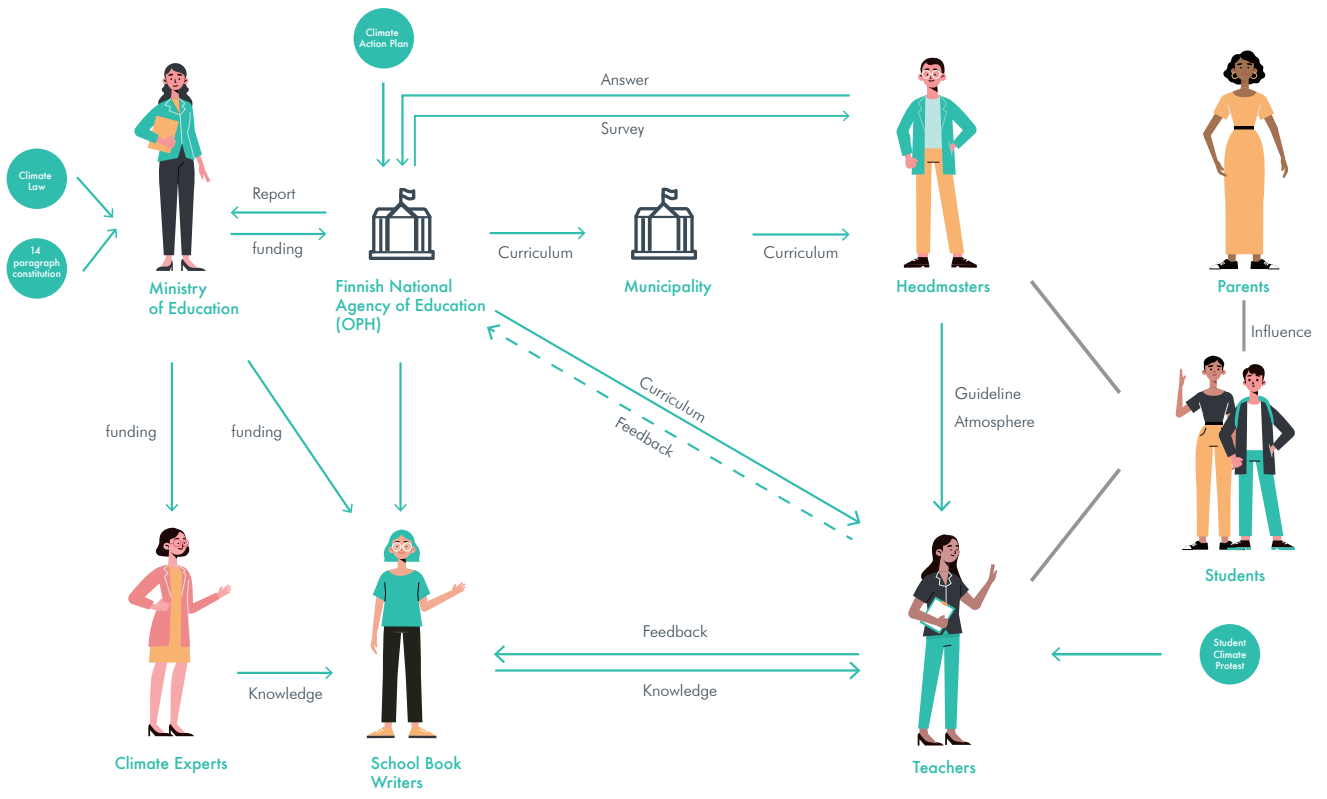 Climate
Action Plan
Answer
Survey
Climate
Law
14
paragraph
constitution
Report
funding
Curriculum
Curriculum
Ministry
of Education
Finnish National
Agency of Education
(OPH)
Municipality
Headmasters
Parents
Influence
funding
funding
Curriculum
Feedback
Guideline
Atmosphere
Students
Feedback
Knowledge
Knowledge
Student
Climate
Protest
Climate Experts
School Book
Writers
Teachers